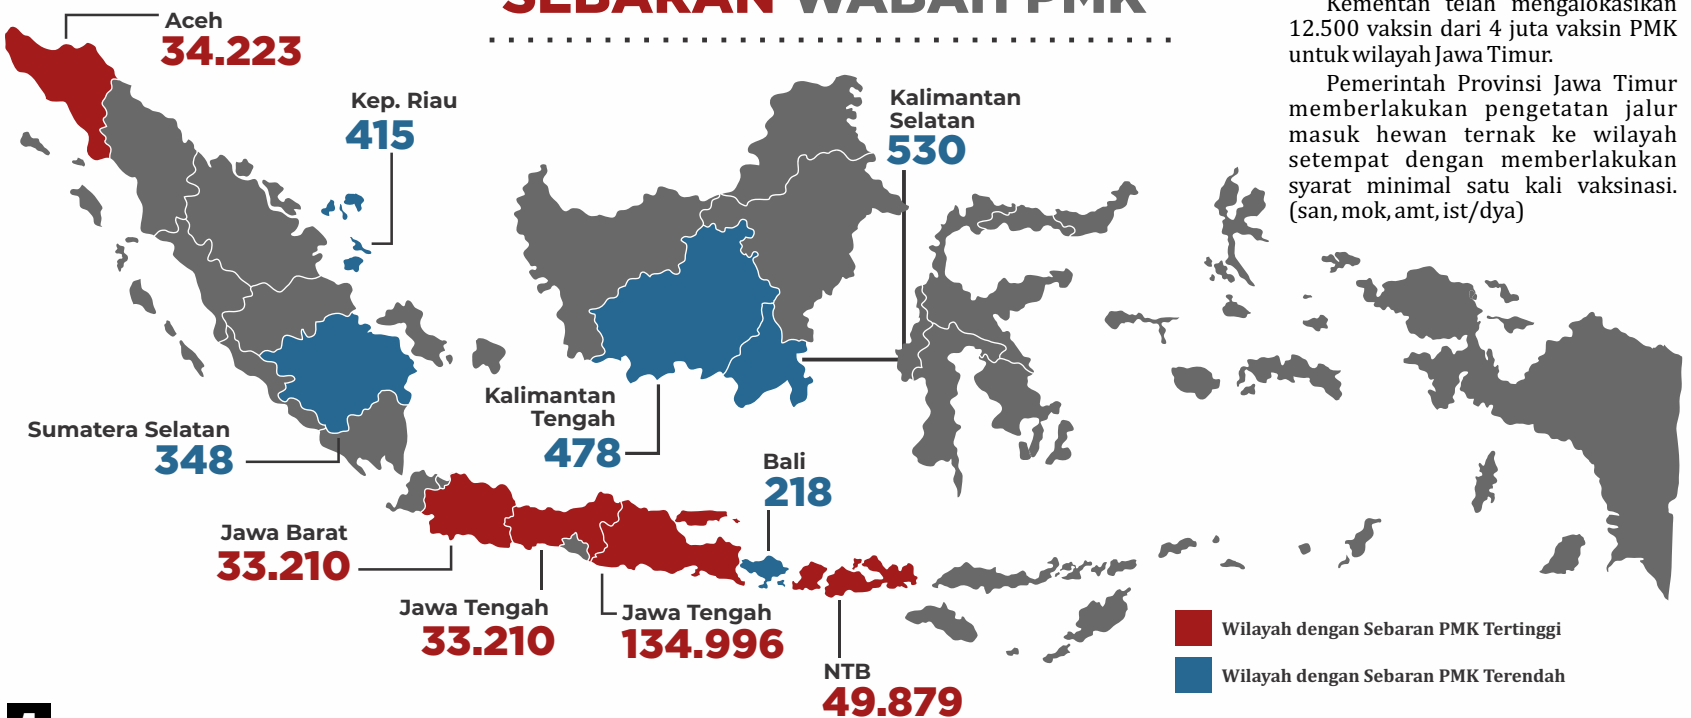 SEBARAN WABAH PMK
Aceh
34.223
Kep. Riau
415
Kalimantan
Selatan
530
Kementan telah mengalokasikan
12.500 vaksin dari 4 juta vaksin PMK
untuk wilayah Jawa Timur.
Pemerintah Provinsi Jawa Timur
memberlakukan pengetatan jalur
masuk hewan ternak ke wilayah
setempat dengan memberlakukan
syarat minimal satu kali vaksinasi.
(san, mok, amt, ist/dya)
Kalimantan
Tengah
478
Sumatera Selatan
348
Bali
218
Jawa Barat
33.210
Jawa Tengah
33.210
Jawa Tengah
134.996
NTB
49.879
Wilayah dengan Sebaran PMK Tertinggi
Wilayah dengan Sebaran PMK Terendah